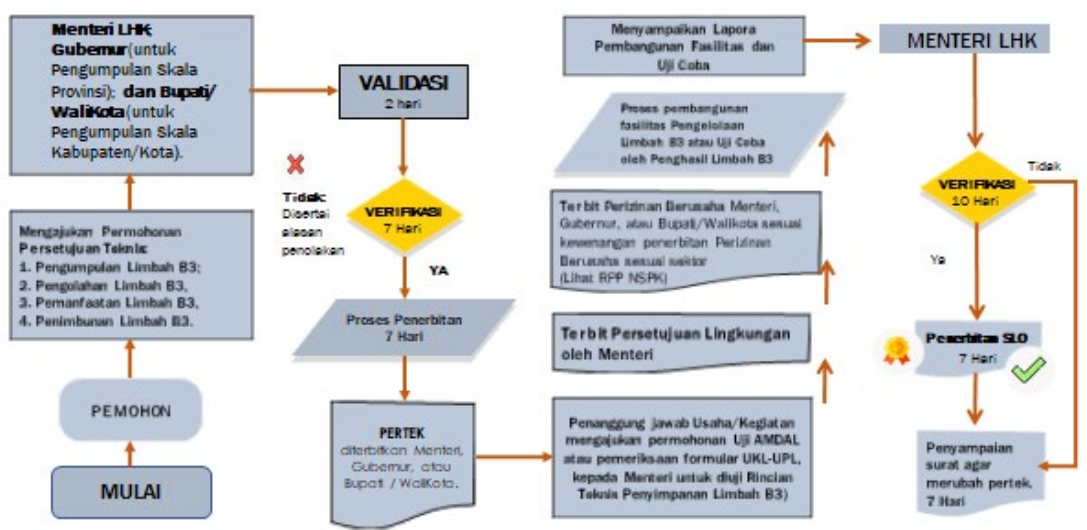 Menteri LHK;
Gubernur (untuk
Pengumpulan Skala
Provinsi); dan Bupati/
WaliKota (untuk
Pengumpulan Skala
Kabupaten/Kota).
Mengajukan Permohonan
Persetujuan Teknis:
1. Pengumpulan Limbah B3;
2. Pengolahan Limbah B3,
3. Pemanfaatan Limbah B3,
4. Penimbunan Limbah B3.
PEMOHON
MULAI
VALIDASI
2 hari
Tidak:
Disertai
alasan
penolakan
VERIFIKASI
7 Hari
YA
Proses Penerbitan
7 Hari
PERTEK
diterbitkan Menteri,
Gubernur, atau
Bupati / WaliKota.
Menyampaikan Lapora
Pembangunan Fasilitas dan
Uji Coba
Proses pembangunan
fasilitas Pengelolaan
Limbah B3 atau Uji Coba
oleh Penghasil Limbah B3
Terbit Perizinan Berusaha Menteri,
Gubernur, atau Bupati/Walikota sesuai
kewenangan penerbitan Perizinan
Berusaha sesuai sektor
(Lihat RPP NSPK)
Terbit Persetujuan Lingkungan
oleh Menteri
Penanggung jawab Usaha/Kegiatan
mengajukan permohonan Uji AMDAL
atau pemeriksaan formular UKL-UPL,
kepada Menteri untuk diuji Rincian
Teknis Penyimpanan Limbah B3)
MENTERI LHK
VERIFIKASI
10 Hari
Tidak
Ya
Penerbitan SLO
7 Hari
Penyampaian
surat agar
merubah pertek,
7 Hari